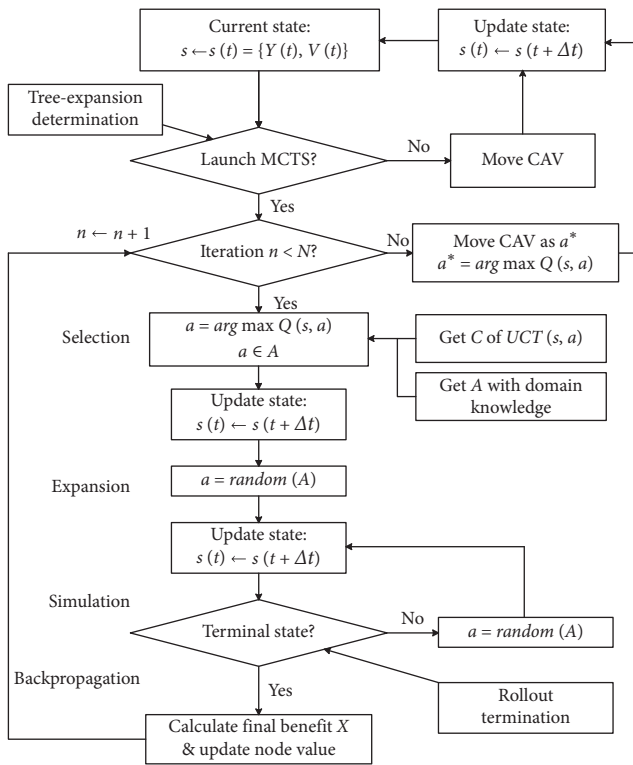 Current state:
s ← s (t) = {Y (t), V (t)}
Update state:
s (t) ← s (t + Δt)
Tree-expansion
determination
Launch MCTS?
No
Move CAV
Yes
n ← n + 1
Iteration n < N?
No
Move CAV as a*
a* = arg max Q (s, a)
Yes
Selection
a = arg max Q (s, a)
a ∈ A
Get C of UCT (s, a)
Get A with domain
knowledge
Update state:
s (t) ← s (t + Δt)
Expansion
a = random (A)
Update state:
s (t) ← s (t + Δt)
Simulation
Terminal state?
No
a = random (A)
Backpropagation
Yes
Rollout
termination
Calculate final benefit X
& update node value